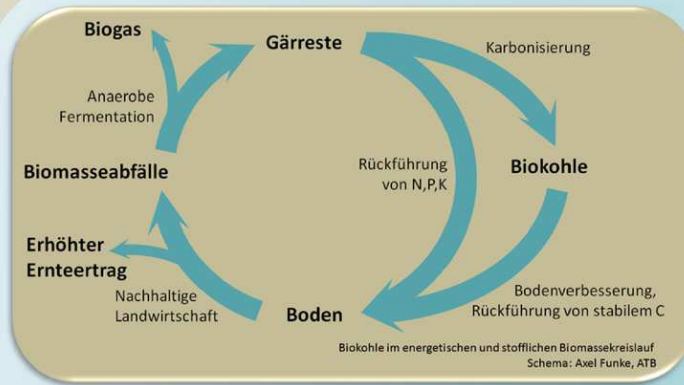 Biogas
Gärreste
Karbonisierung
Anaerobe
Fermentation
Biomasseabfälle
Rückführung
von N,P,K
Biokohle
Erhöhter
Ernteertrag
Nachhaltige
Landwirtschaft
Boden
Bodenverbesserung,
Rückführung von stabilem C
Biokohle im energetischen und stofflichen Biomassekreislauf
Schema: Axel Funke, ATB